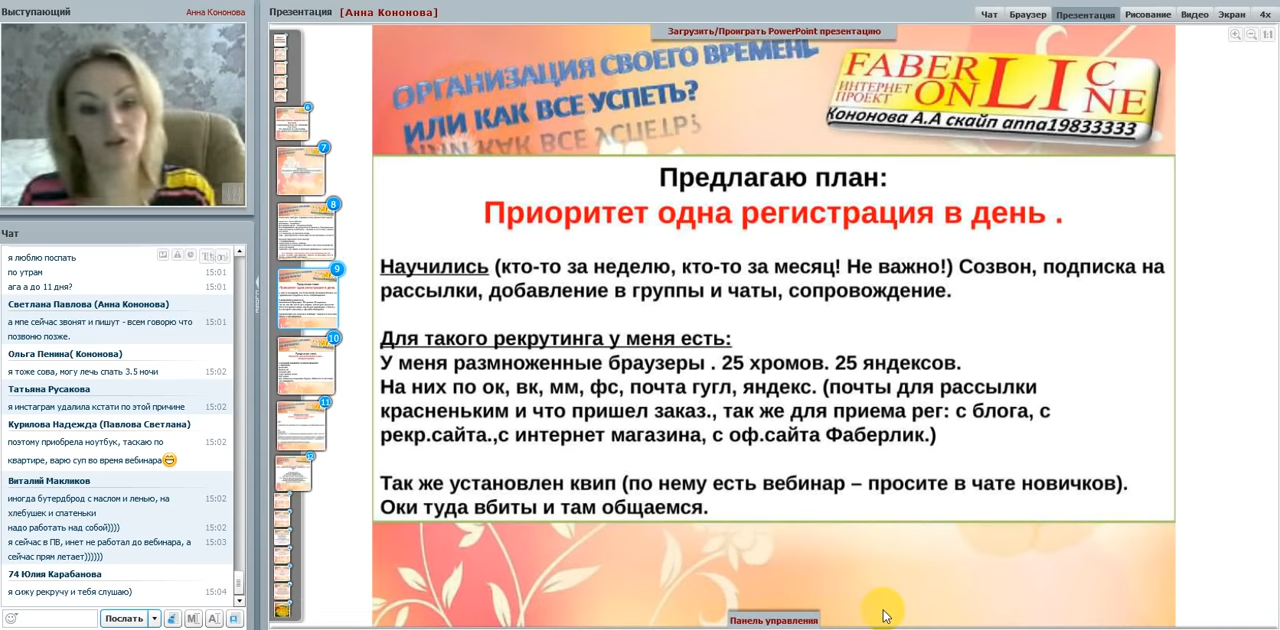 Выступающий
Анна Кононова
Презентация [Анна Кононова]
Чат
Браузер
Презентация
Рисование
Видео
Экран
4x
Загрузить/Проиграть PowerPoint презентацию
ОРГАНИЗАЦИЯ СВОЕГО ВРЕМЕНЬ
ИЛИ КАК ВСЕ УСПЕТЬ?
FABERLIC
ИНТЕРНЕТ ПРОЕКТ
ONLINE
Кононова А.А скайп anna19833333
6
7
8
9
10
11
12
Предлагаю план:
Приоритет одна регистрация в день .
Научились (кто-то за неделю, кто-то за месяц! Не важно!) Созвон, подписка на
рассылки, добавление в группы и чаты, сопровождение.
Для такого рекрутинга у меня есть:
У меня размноженные браузеры . 25 хромов. 25 яндексов.
На них по ок, вк, мм, фс, почта гугл, яндекс. (почты для рассылки
красненьким и что пришел заказ., так же для приема рег: с блога, с
рекр.сайта.,с интернет магазина, с оф.сайта Фаберлик.)
Так же установлен квип (по нему есть вебинар – просите в чате новичков).
Оки туда вбиты и там общаемся.
Панель управления
Чат
я люблю поспать
по утрам 15:01
ага а до 11 дня? 15:01
Светлана Павлова (Анна Кононова)
а мне сейчас звонят и пишут - всем говорю что 15:01
позвоню позже.
Ольга Пенина( Кононова)
я тоже сова, могу лечь спать 3.5 ночи 15:02
Татьяна Русакова
я инстаграм удалила кстати по этой причине 15:02
Курилова Надежда (Павлова Светлана)
поэтому приобрела ноутбук, таскаю по 15:02
квартире, варю суп во время вебинара
Виталий Макликов
иногда бутерброд с маслом и ленью, на 15:02
хлебушек и спатеньки
надо работать над собой)))) 15:02
я сейчас в ПВ, инет не работал до вебинара, а 15:03
сейчас прям летает))))))
74 Юлия Карабанова
я сижу рекручу и тебя слушаю) 15:04
Послать